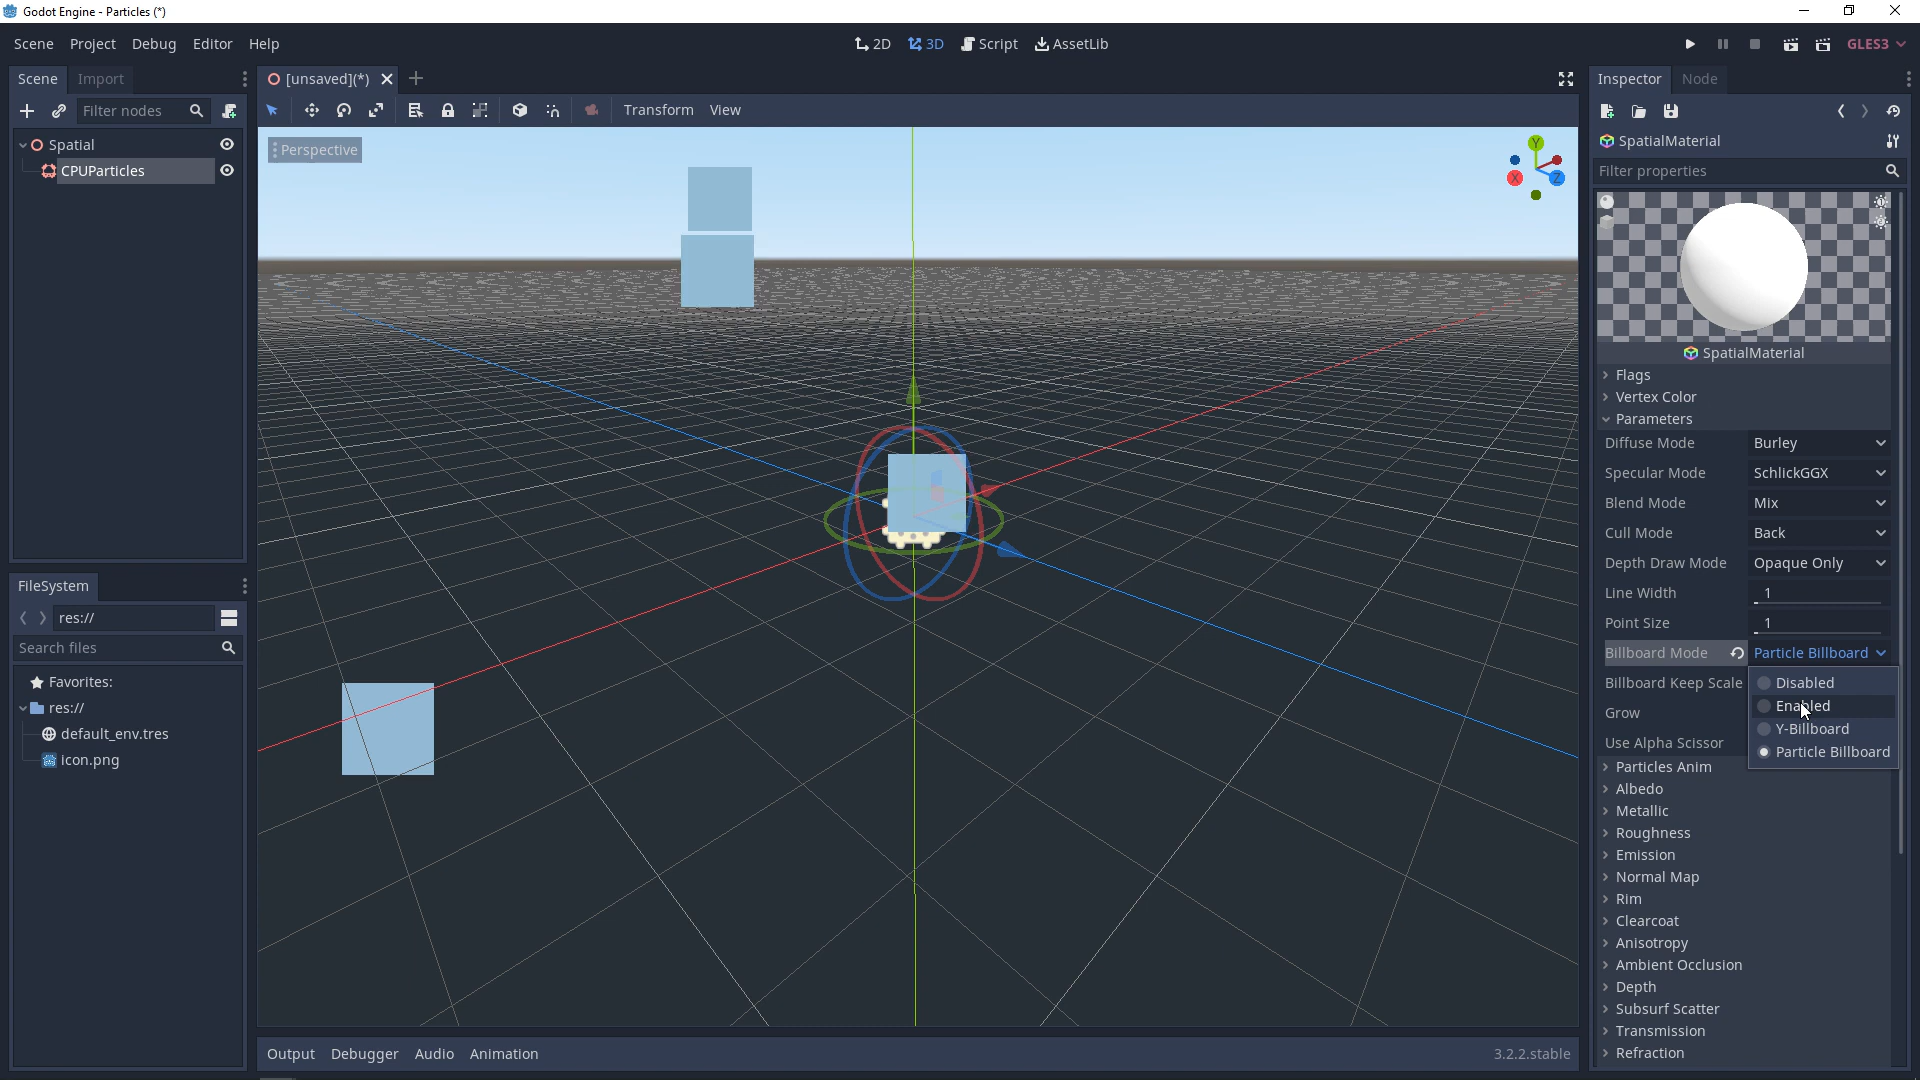 Godot Engine - Particles (*)
Scene Project Debug Editor Help
2D 3D Script AssetLib
GLES3
Scene Import
[unsaved](*)
Inspector Node
Filter nodes
Transform View
Spatial
CPUParticles
Perspective
Y
X
Z
SpatialMaterial
Filter properties
SpatialMaterial
Flags
Vertex Color
Parameters
Diffuse Mode Burley
Specular Mode SchlickGGX
Blend Mode Mix
Cull Mode Back
Depth Draw Mode Opaque Only
Line Width 1
Point Size 1
Billboard Mode Particle Billboard
Billboard Keep Scale
Grow
Use Alpha Scissor
Disabled
Enabled
Y-Billboard
Particle Billboard
Particles Anim
Albedo
Metallic
Roughness
Emission
Normal Map
Rim
Clearcoat
Anisotropy
Ambient Occlusion
Depth
Subsurf Scatter
Transmission
Refraction
FileSystem
res://
Search files
Favorites:
res://
default_env.tres
icon.png
Output Debugger Audio Animation
3.2.2.stable